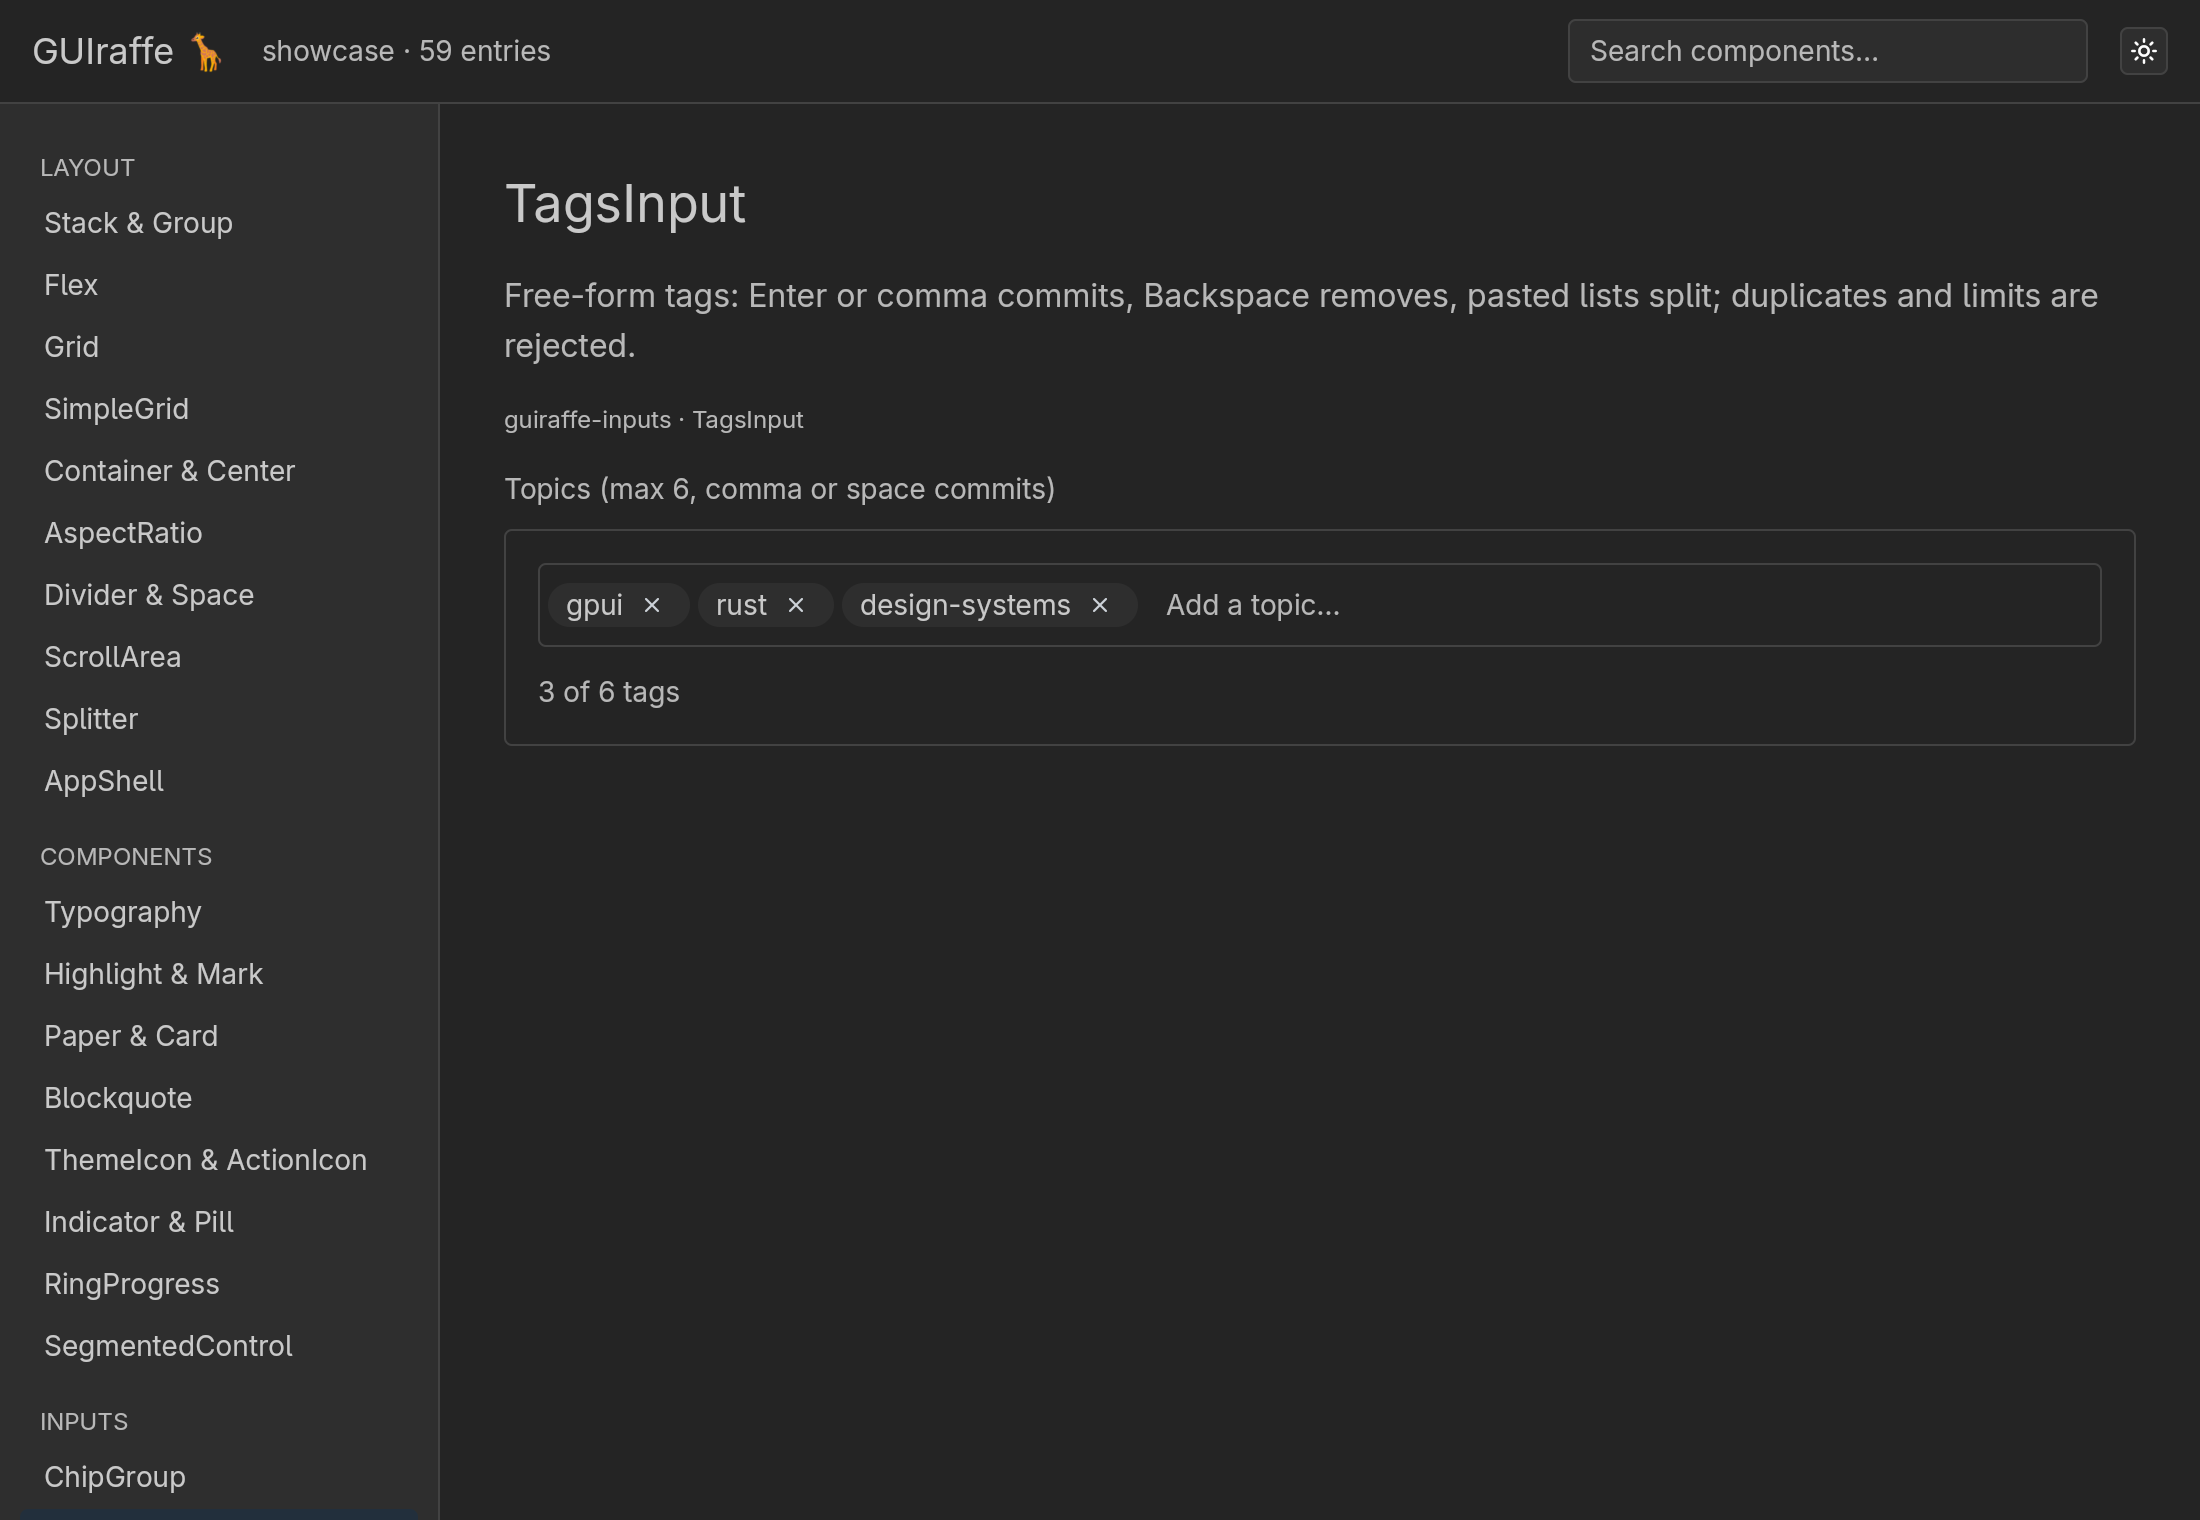 GUIraffe 🦒 showcase · 59 entries
Search components...
LAYOUT
Stack & Group
Flex
Grid
SimpleGrid
Container & Center
AspectRatio
Divider & Space
ScrollArea
Splitter
AppShell
COMPONENTS
Typography
Highlight & Mark
Paper & Card
Blockquote
ThemeIcon & ActionIcon
Indicator & Pill
RingProgress
SegmentedControl
INPUTS
ChipGroup
TagsInput
Free-form tags: Enter or comma commits, Backspace removes, pasted lists split; duplicates and limits are
rejected.
guiraffe-inputs · TagsInput
Topics (max 6, comma or space commits)
gpui × rust × design-systems × Add a topic...
3 of 6 tags